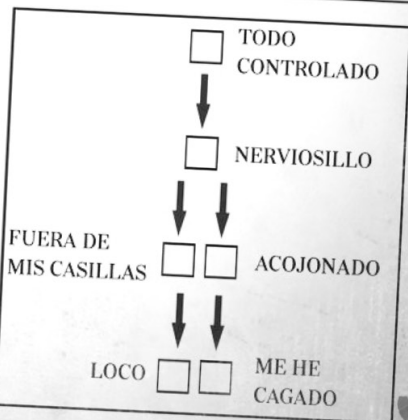 TODO
CONTROLADO
NERVIOSILLO
FUERA DE
MIS CASILLAS
ACOJONADO
LOCO
ME HE
CAGADO